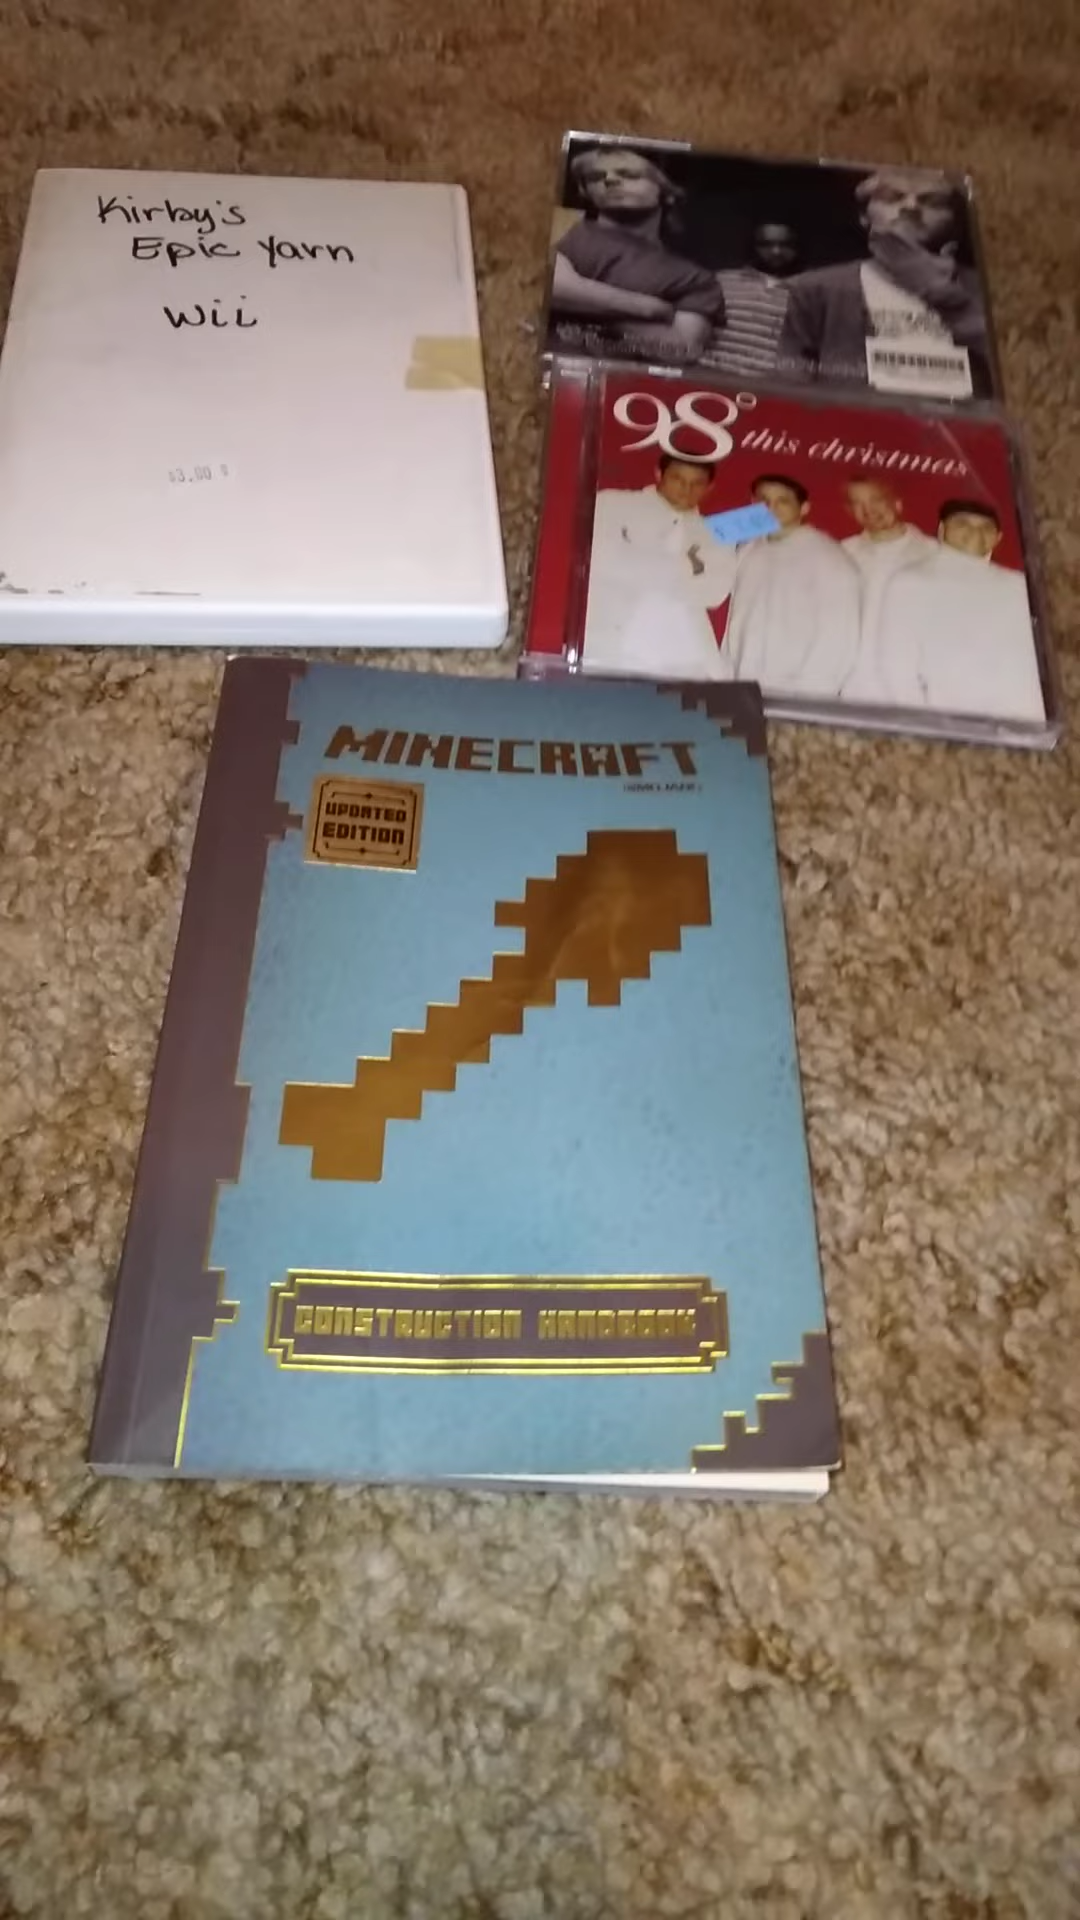 Kirby's
Epic Yarn
Wii
$3.00
98°
this christmas
MINECRAFT
UPDATED
EDITION
CONSTRUCTION HANDBOOK